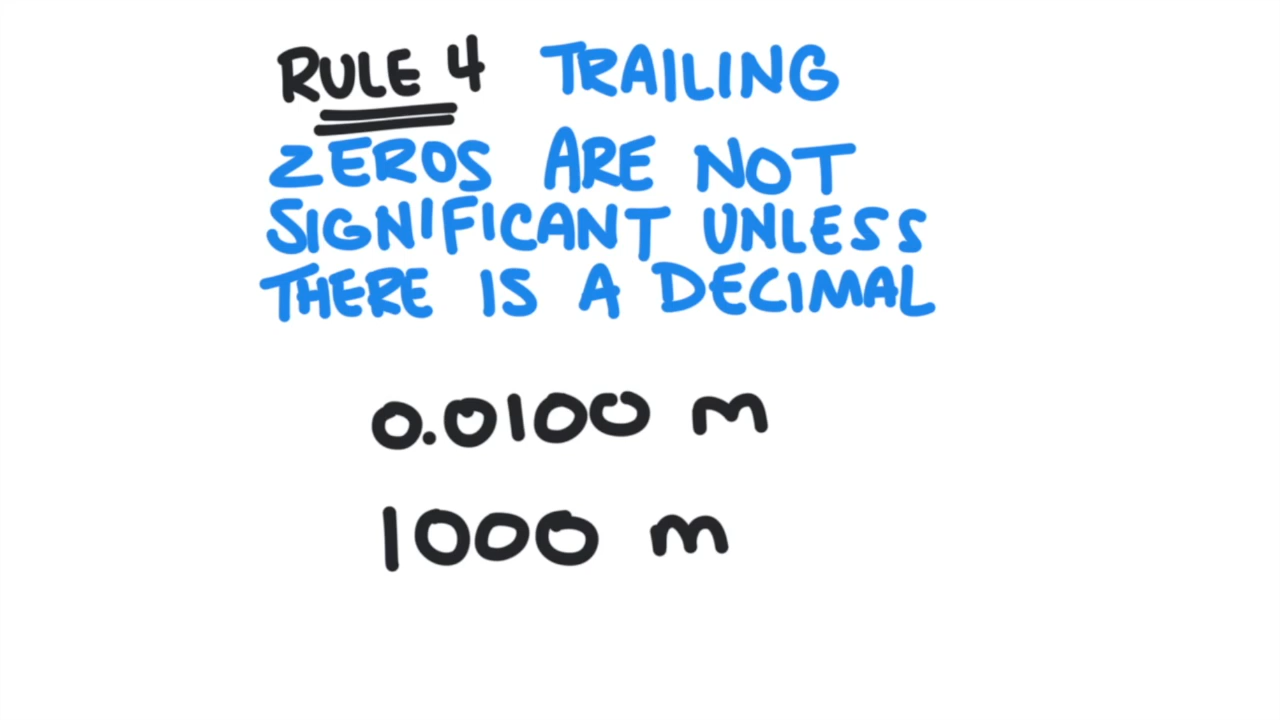 RULE 4 TRAILING
ZEROS ARE NOT
SIGNIFICANT UNLESS
THERE IS A DECIMAL
0.0100 m
1000 m